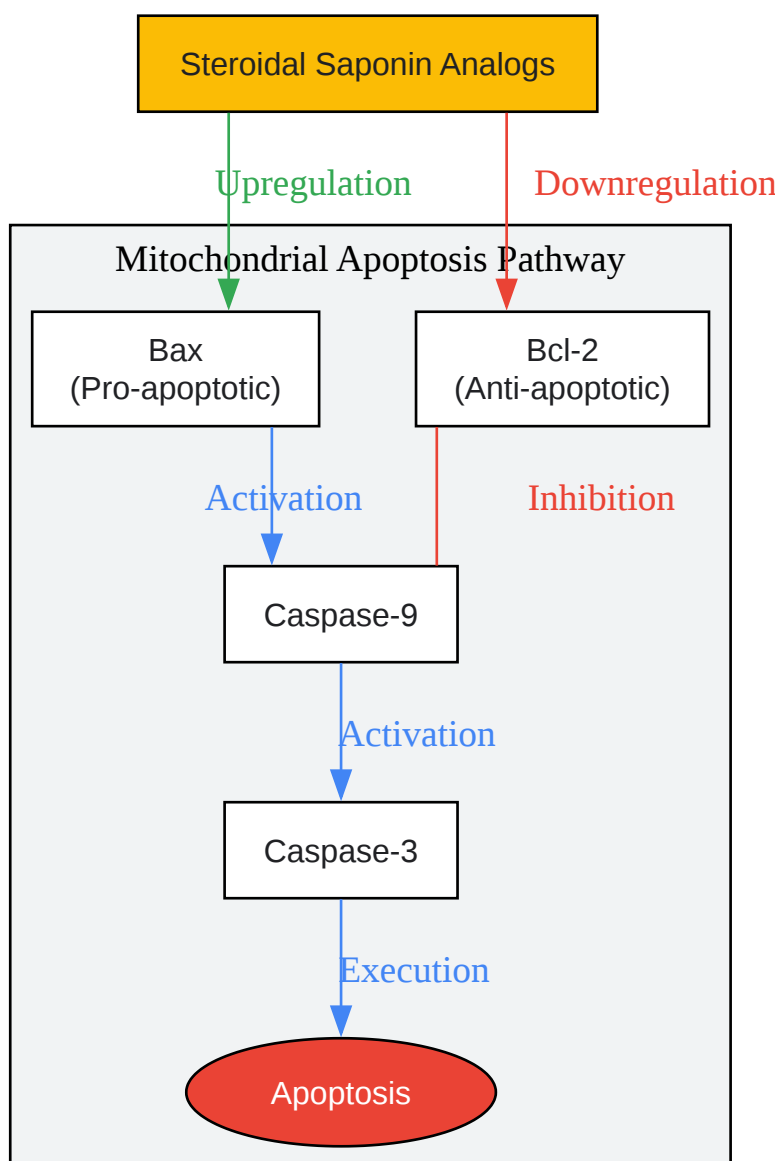 Steroidal Saponin Analogs
Upregulation
Downregulation
Mitochondrial Apoptosis Pathway
Bax
(Pro-apoptotic)
Bcl-2
(Anti-apoptotic)
Activation
Inhibition
Caspase-9
Activation
Caspase-3
Execution
Apoptosis